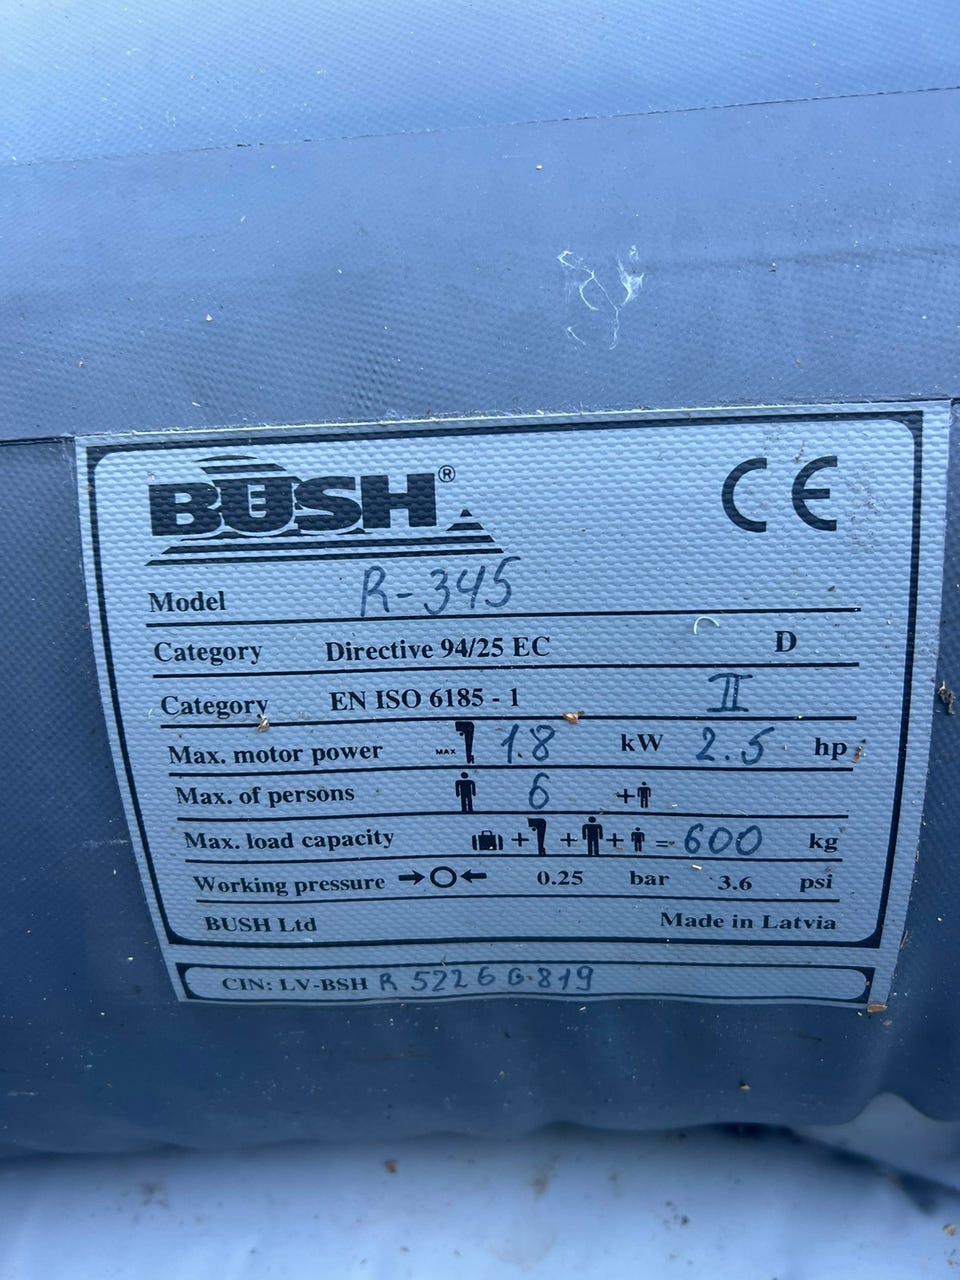 BUSH®
CE
Model R-345
Category Directive 94/25 EC D
Category EN ISO 6185 - 1 II
Max. motor power MAX 1.8 kW 2.5 hp
Max. of persons 6 +
Max. load capacity + + + = 600 kg
Working pressure 0.25 bar 3.6 psi
BUSH Ltd Made in Latvia
CIN: LV-BSH R 5226 G 819